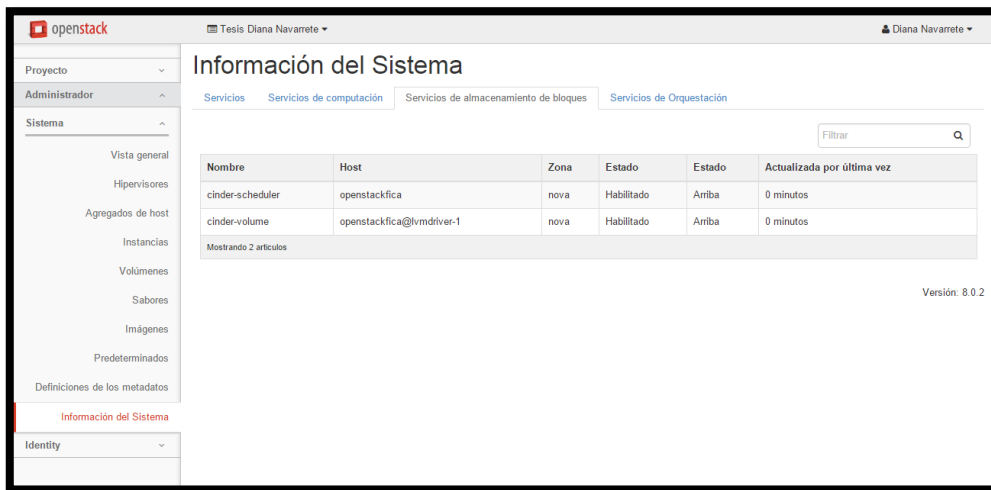 openstack
Tesis Diana Navarrete
Diana Navarrete
Proyecto
Administrador
Sistema
Vista general
Hipervisores
Agregados de host
Instancias
Volúmenes
Sabores
Imágenes
Predeterminados
Definiciones de los metadatos
Información del Sistema
Identity
Información del Sistema
Servicios Servicios de computación Servicios de almacenamiento de bloques Servicios de Orquestación
Filtrar
Nombre Host Zona Estado Estado Actualizada por última vez
cinder-scheduler openstackfica nova Habilitado Arriba 0 minutos
cinder-volume openstackfica@lvmdriver-1 nova Habilitado Arriba 0 minutos
Mostrando 2 artículos
Versión: 8.0.2